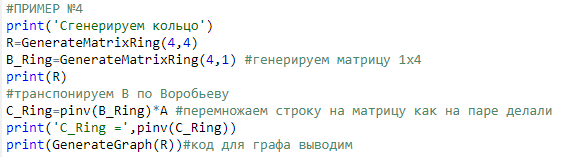 #ПРИМЕР №4
print('Сгенерируем кольцо')
R=GenerateMatrixRing(4,4)
B_Ring=GenerateMatrixRing(4,1) #генерируем матрицу 1x4
print(R)
#транспонируем B по Воробьеву
C_Ring=pinv(B_Ring)*A #перемножаем строку на матрицу как на паре делали
print('C_Ring =',pinv(C_Ring))
print(GenerateGraph(R))#код для графа выводим